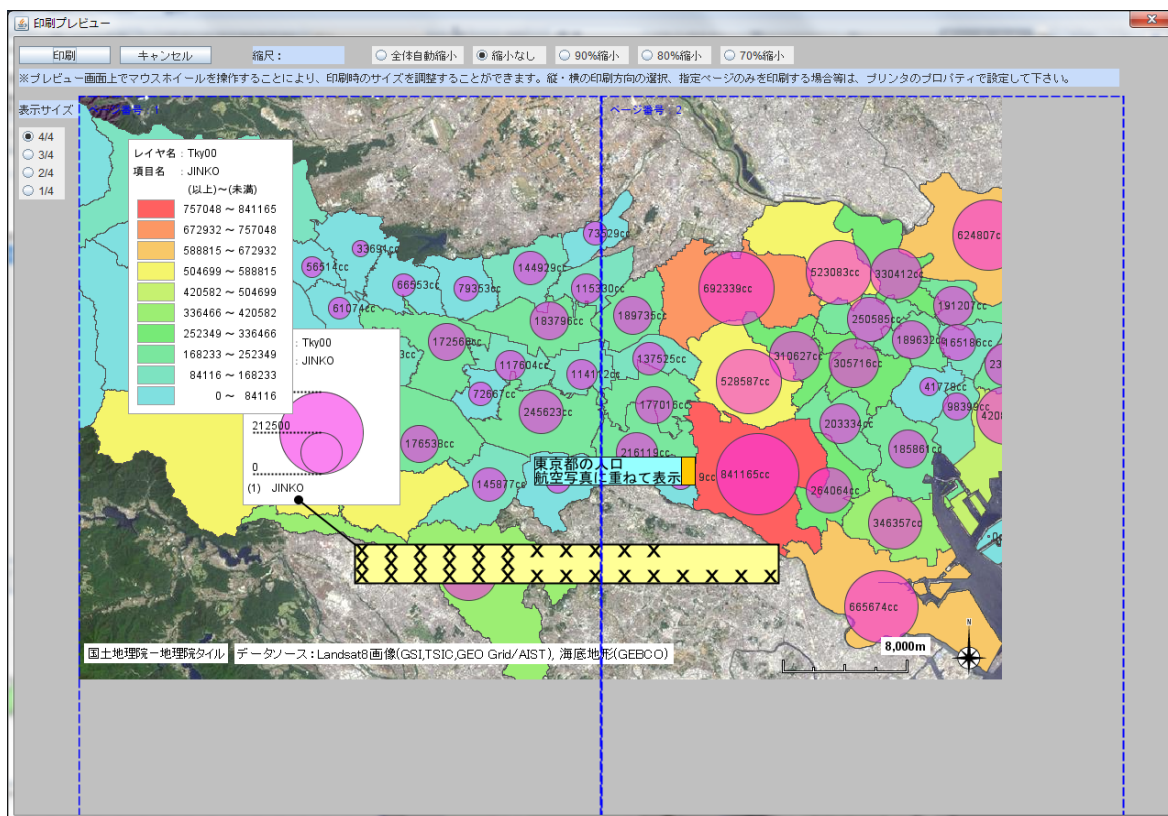 印刷プレビュー
印刷
キャンセル
縮尺：
全体自動縮小
縮小なし
90%縮小
80%縮小
70%縮小
※プレビュー画面上でマウスホイールを操作することにより、印刷時のサイズを調整することができます。縦・横の印刷方向の選択、指定ページのみを印刷する場合等は、プリンタのプロパティで設定して下さい。
表示サイズ
4/4
3/4
2/4
1/4
番号：1
ページ番号：2
レイヤ名：Tky00
項目名：JINKO
(以上)～(未満)
757048～841165
672932～757048
588815～672932
504699～588815
420582～504699
336466～420582
252349～336466
168233～252349
84116～168233
0～ 84116
: Tky00
: JINKO
212500
0
(1) JINKO
73529cc
33691cc
56514cc
144929cc
66553cc
79353cc
115330cc
61074cc
183796cc
189735cc
172566cc
3cc
117604cc
114112cc
137525cc
72667cc
245623cc
177016cc
176538cc
216119cc
145877cc
9cc
624807c
523083cc
330412cc
692339cc
191207cc
250585cc
189632cc
165186cc
310627cc
305716cc
23
528587cc
41778cc
98399cc
420
203334cc
185861cc
841165cc
264064cc
346357cc
665674cc
東京都の人口
航空写真に重ねて表示
X X X X X X X X X X X
X X X X X X
X X X X X X X X X X X X X X X
国土地理院－地理院タイル
データソース：Landsat8画像(GSI,TSIC,GEO Grid/AIST), 海底地形(GEBCO)
8,000m
N